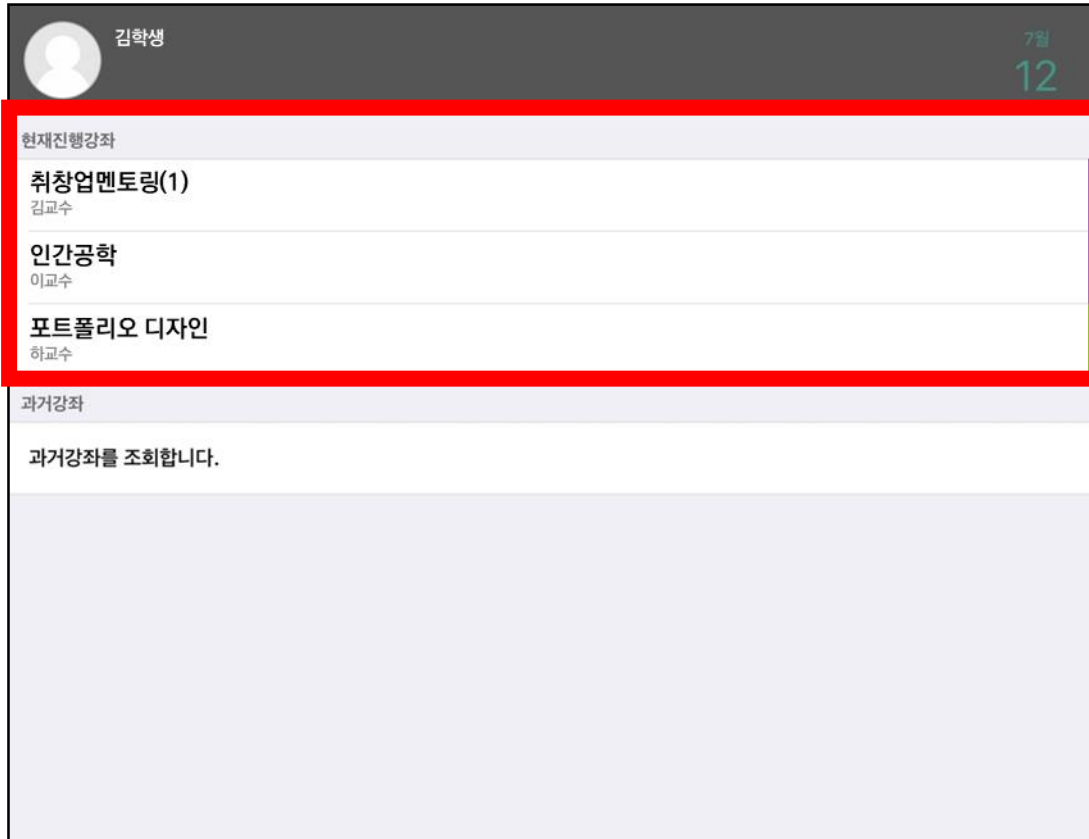 김학생
7월
12
현재진행강좌
취창업멘토링(1)
김교수
인간공학
이교수
포트폴리오 디자인
하교수
과거강좌
과거강좌를 조회합니다.